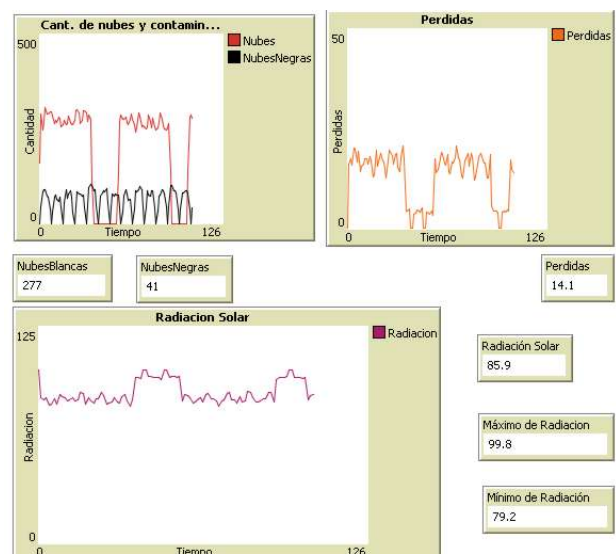 Cant. de nubes y contamin...
500
Cantidad
0
0
Tiempo
126
Nubes
NubesNegras
Perdidas
50
Perdidas
0
0
Tiempo
126
Perdidas
NubesBlancas
277
NubesNegras
41
Perdidas
14.1
Radiacion Solar
125
Radiacion
0
0
Tiempo
126
Radiacion
Radiación Solar
85.9
Máximo de Radiacion
99.8
Mínimo de Radiación
79.2